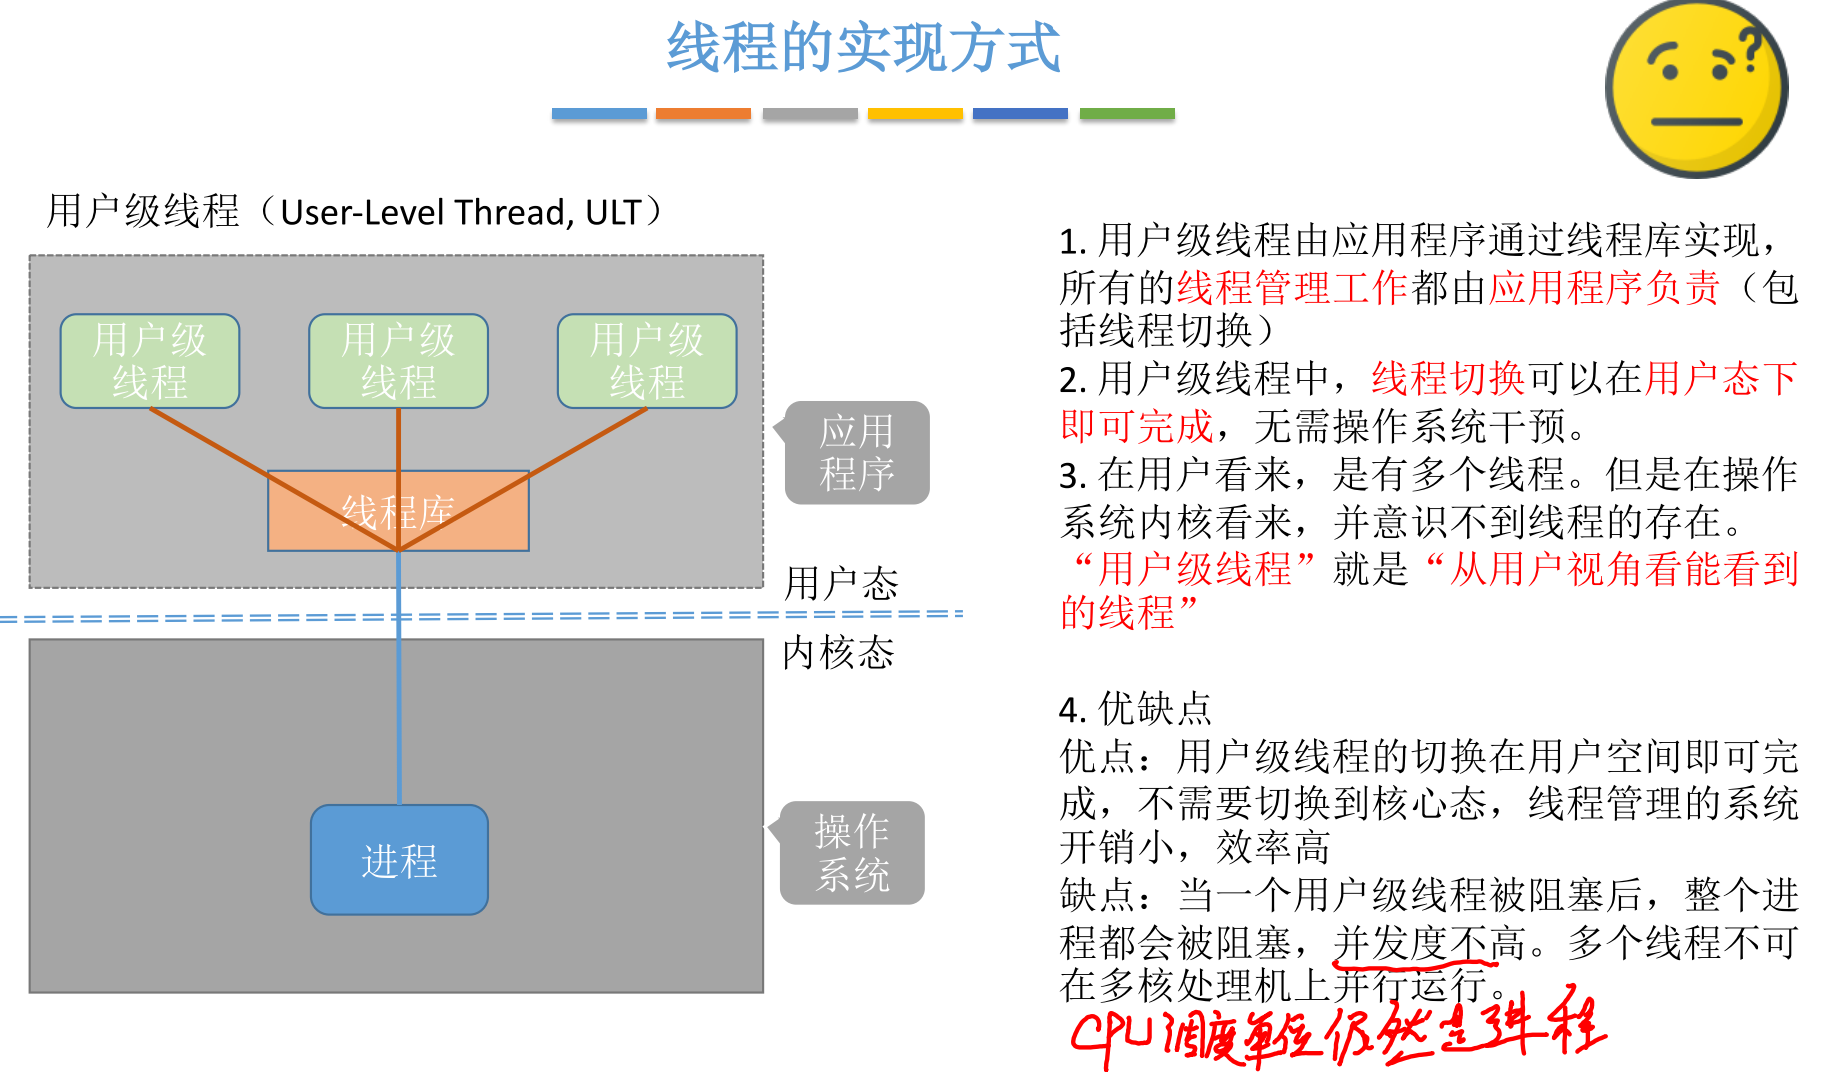 线程的实现方式
?
用户级线程（User-Level Thread, ULT）
用户级
线程
用户级
线程
用户级
线程
线程库
应用
程序
用户态
内核态
进程
操作
系统
1. 用户级线程由应用程序通过线程库实现，
所有的线程管理工作都由应用程序负责（包
括线程切换）
2. 用户级线程中，线程切换可以在用户态下
即可完成，无需操作系统干预。
3. 在用户看来，是有多个线程。但是在操作
系统内核看来，并意识不到线程的存在。
“用户级线程”就是“从用户视角看能看到
的线程”
4. 优缺点
优点：用户级线程的切换在用户空间即可完
成，不需要切换到核心态，线程管理的系统
开销小，效率高
缺点：当一个用户级线程被阻塞后，整个进
程都会被阻塞，并发度不高。多个线程不可
在多核处理机上并行运行。
CPU调度单位仍然是进程